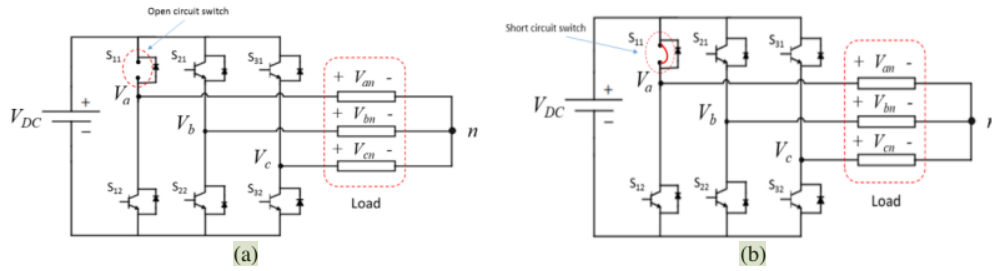 Open circuit switch
S11
S21
S31
Va
+ Van -
VDC
+
-
Vb
+ Vbn -
n
Vc
+ Vcn -
S12
S22
S32
Load
(a)
Short circuit switch
S11
S21
S31
Va
+ Van -
VDC
+
-
Vb
+ Vbn -
n
Vc
+ Vcn -
S12
S22
S32
Load
(b)